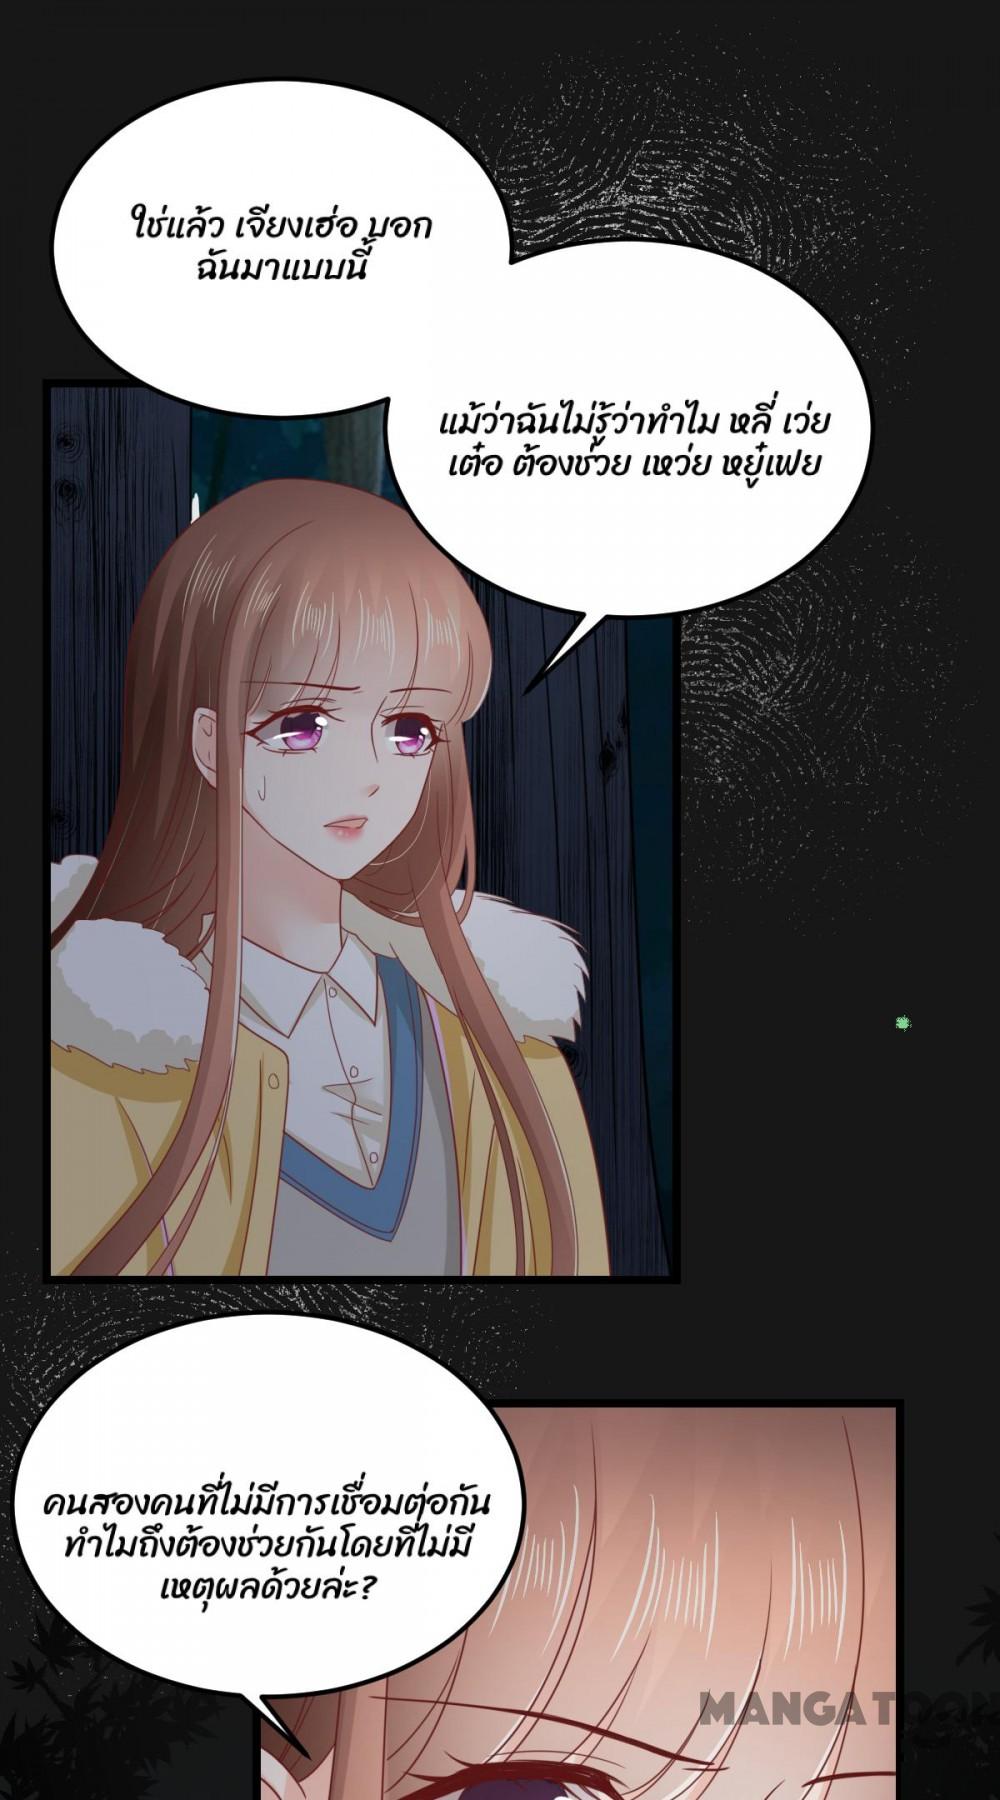 ใช่แล้ว เจียงเฮ่อ บอก
ฉันมาแบบนี้
แม้ว่าฉันไม่รู้ว่าทำไม หลี่ เว่ย
เต๋อ ต้องช่วย เหว่ย หยู๋เฟย
คนสองคนที่ไม่มีการเชื่อมต่อกัน
ทำไมถึงต้องช่วยกันโดยที่ไม่มี
เหตุผลด้วยล่ะ?
MANGATOON